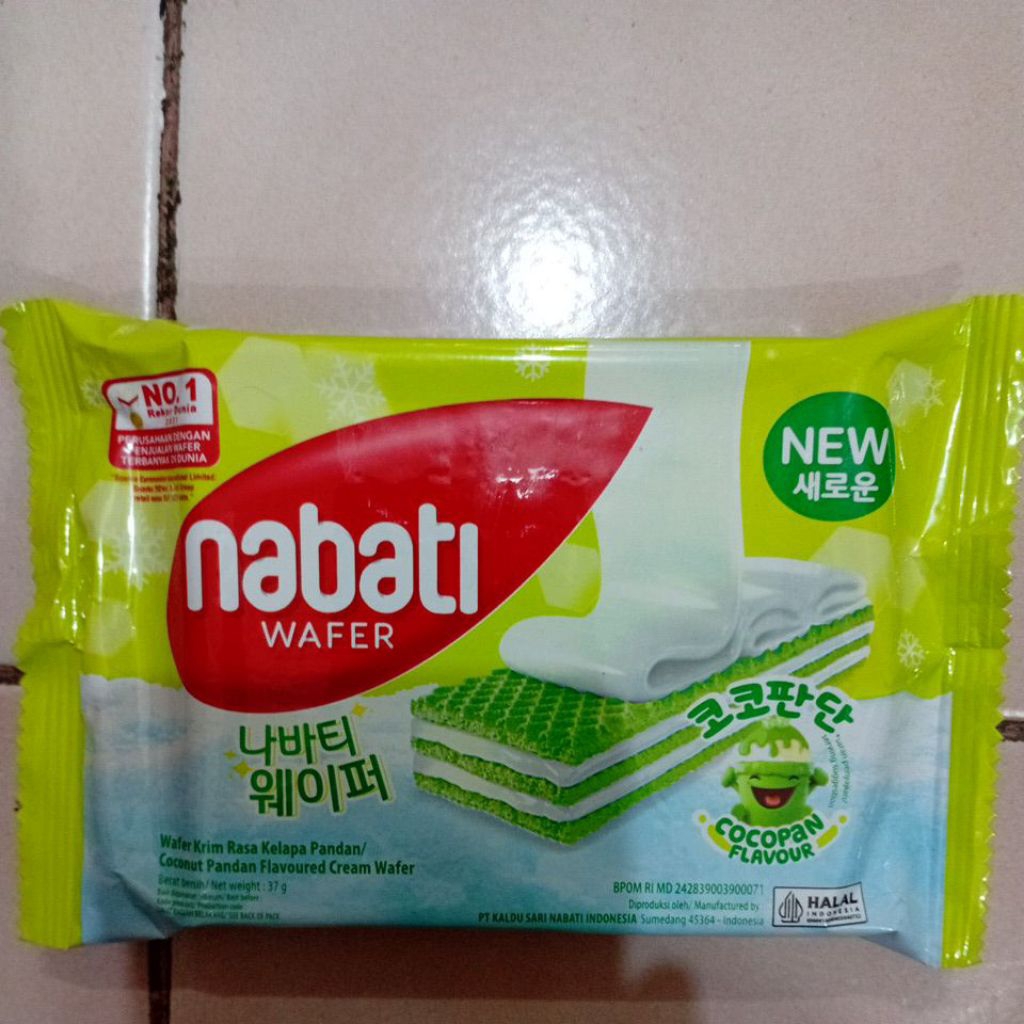 NO. 1
Rekor Dunia
PERUSAHAAN DENGAN
PENJUALAN WAFER
TERBANYAK DI DUNIA
nabati
WAFER
NEW
새로운
나바티
웨이퍼
코코판단
COCOPAN
FLAVOUR
Wafer Krim Rasa Kelapa Pandan/
Coconut Pandan Flavoured Cream Wafer
Berat bersih/ Net weight : 37 g
BPOM RI MD 242839003900071
Diproduksi oleh/ Manufactured by :
PT KALDU SARI NABATI INDONESIA Sumedang 45364 - Indonesia
HALAL
INDONESIA